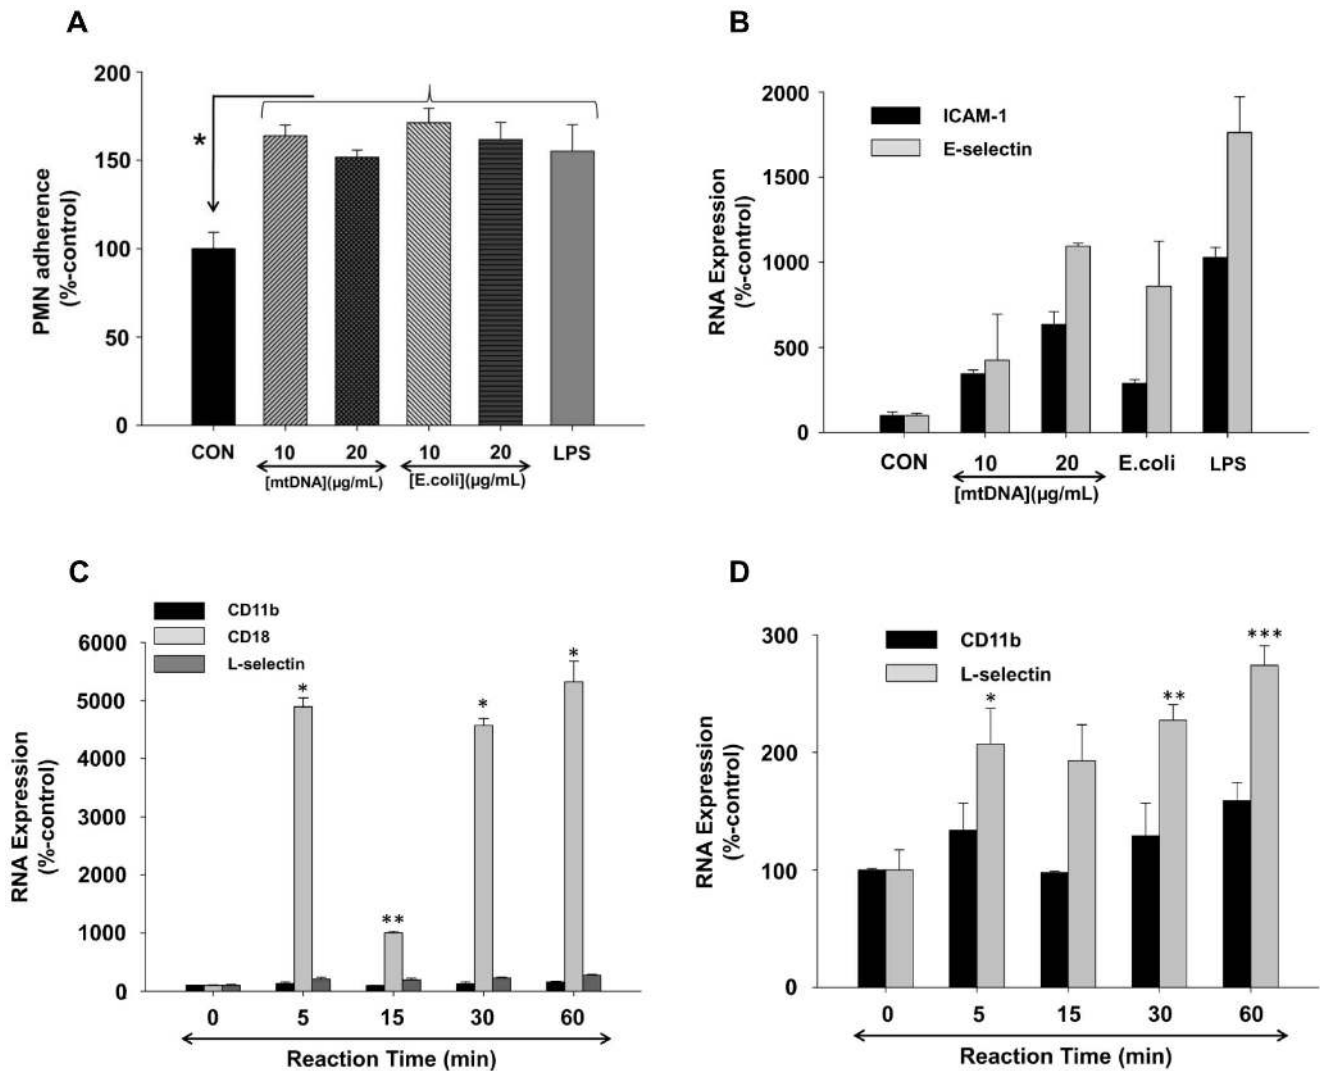 A
200
150
100
50
0
PMN adherence
(%-control)
*
CON
10
20
10
20
LPS
[mtDNA](µg/mL)
[E.coli](µg/mL)
B
2000
1500
1000
500
0
RNA Expression
(%-control)
ICAM-1
E-selectin
CON
10
20
E.coli
LPS
[mtDNA](µg/mL)
C
CD11b
CD18
L-selectin
6000
5000
4000
3000
2000
1000
0
RNA Expression
(%-control)
*
**
*
*
0
5
15
30
60
Reaction Time (min)
D
300
200
100
0
RNA Expression
(%-control)
CD11b
L-selectin
*
**
***
0
5
15
30
60
Reaction Time (min)